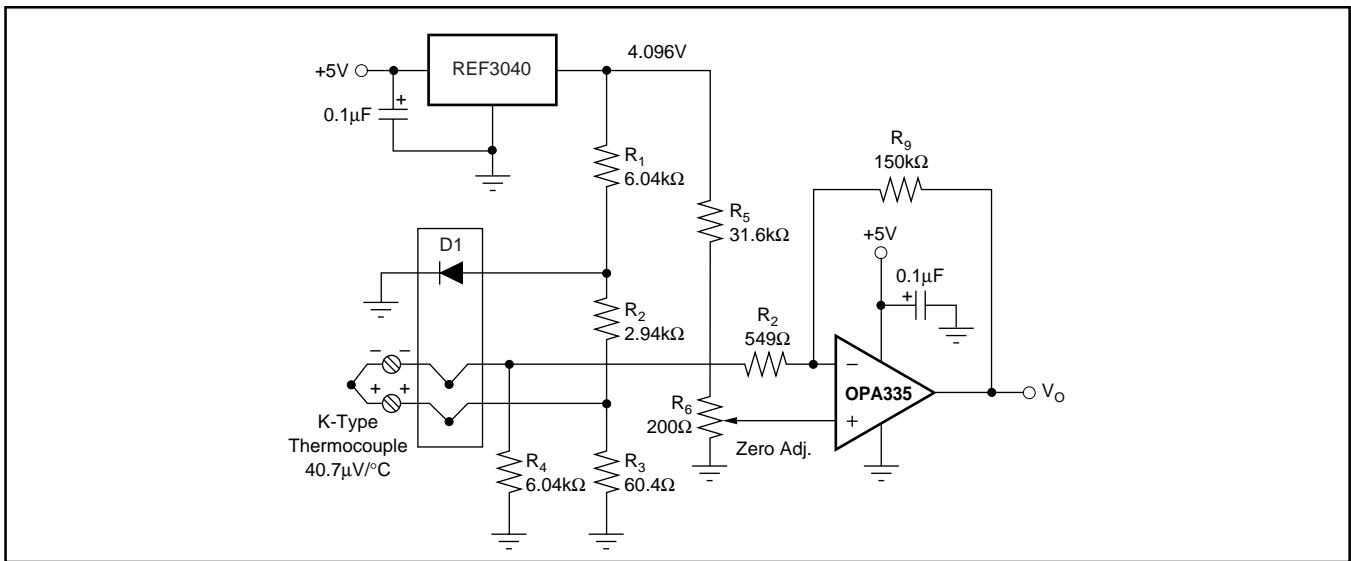 +5V
REF3040
4.096V
0.1µF
+
R1
6.04kΩ
R5
31.6kΩ
R9
150kΩ
+5V
0.1µF
+
D1
R2
2.94kΩ
R2
549Ω
− −
+ +
K-Type
Thermocouple
40.7µV/°C
R4
6.04kΩ
R3
60.4Ω
R6
200Ω
Zero Adj.
−
+
OPA335
VO